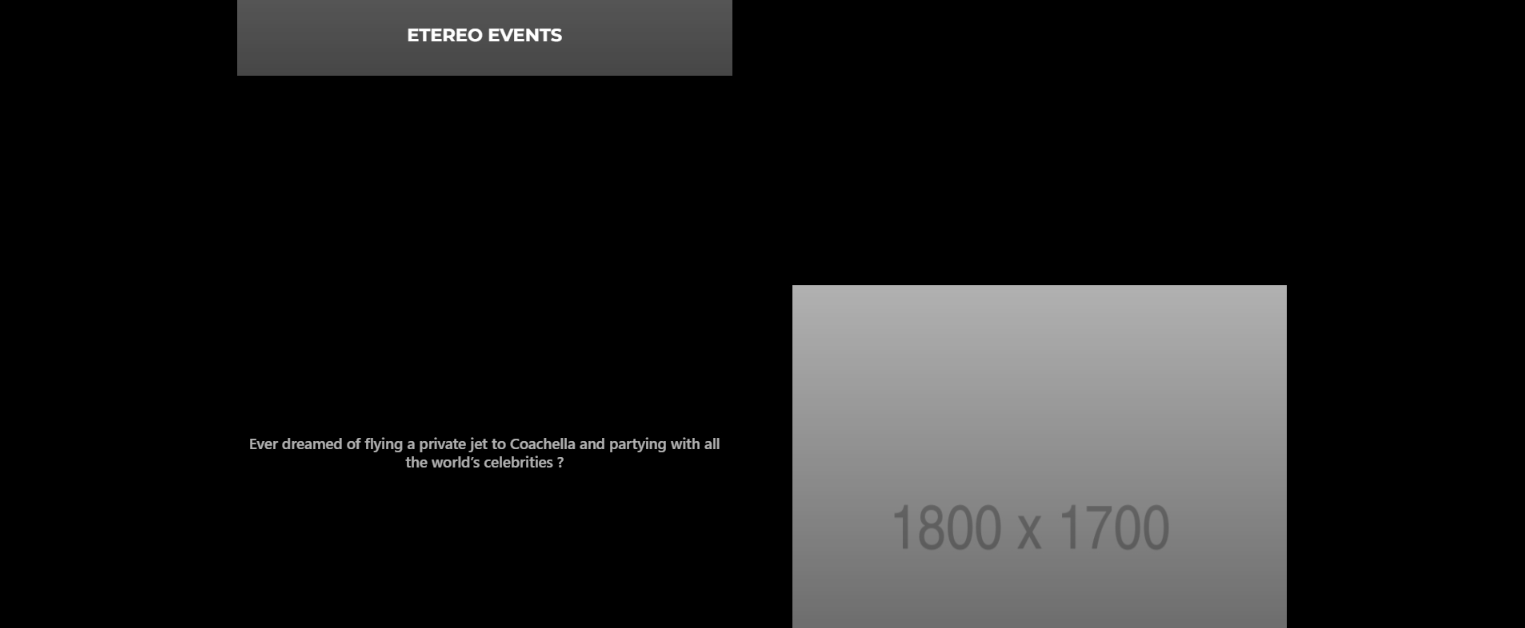 ETEREO EVENTS
Ever dreamed of flying a private jet to Coachella and partying with all
the world’s celebrities ?
1800 x 1700